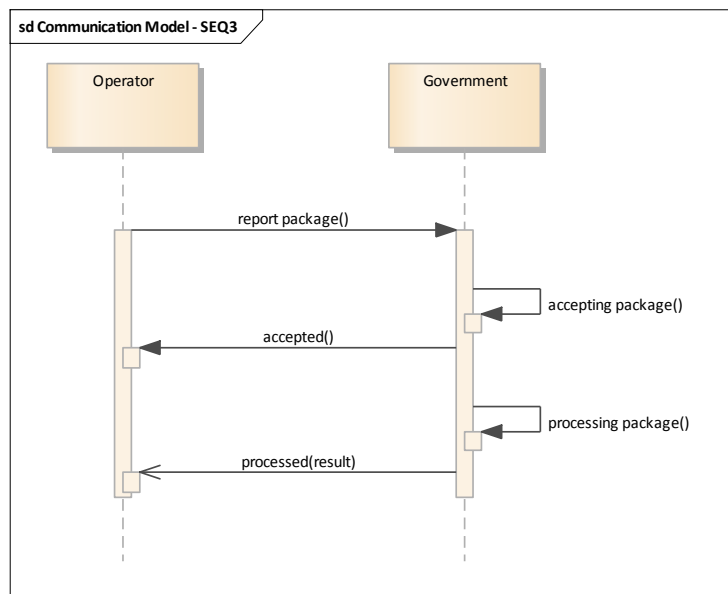 sd Communication Model - SEQ3
Operator
Government
report package()
accepting package()
accepted()
processing package()
processed(result)